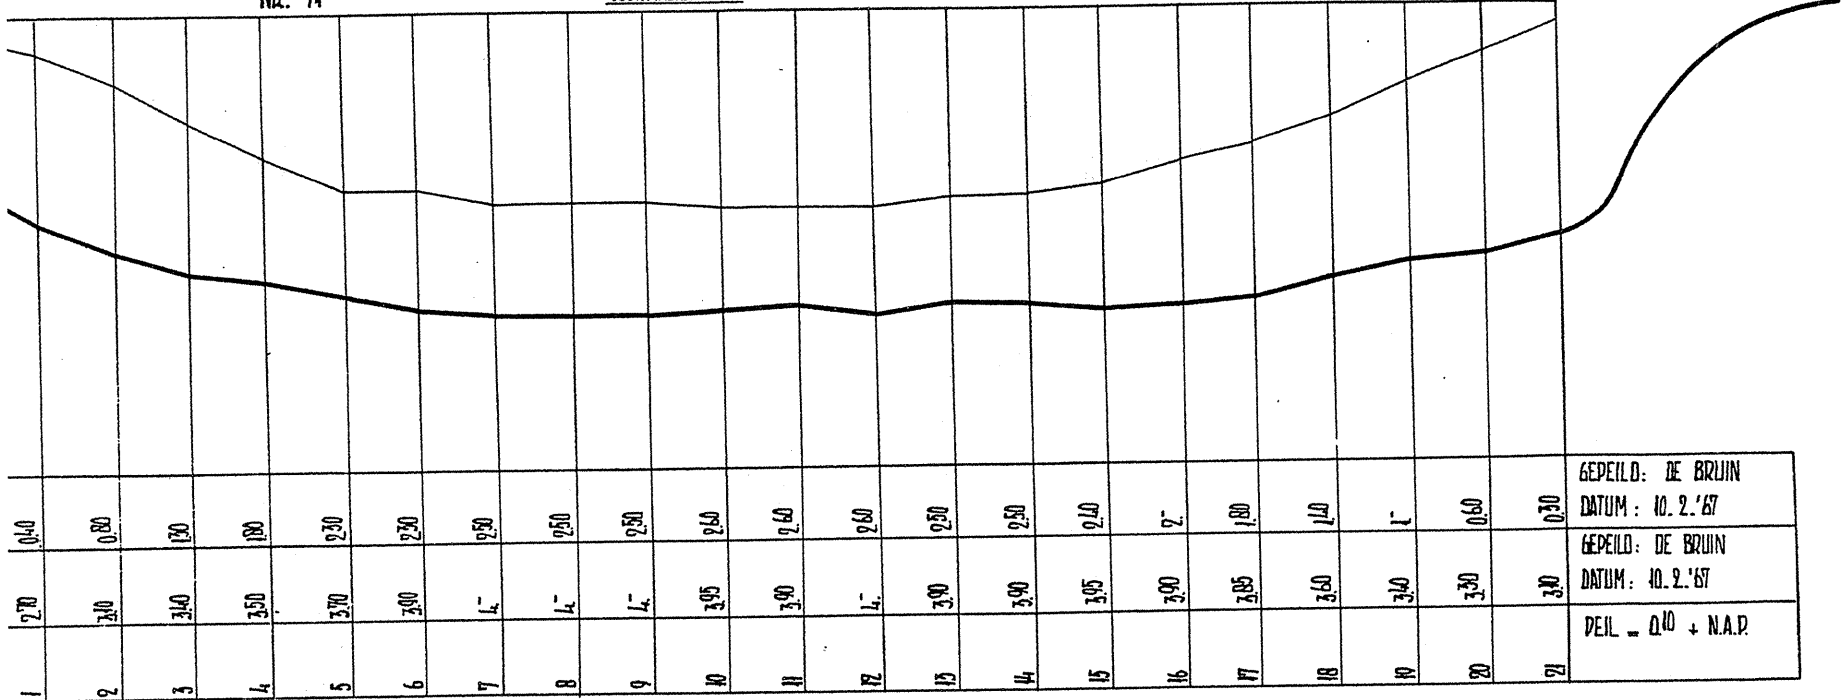 NR. 71
0.40 0.80 1.30 1.80 2.30 2.30 2.50 2.50 2.50 2.60 2.60 2.60 2.50 2.50 2.40 2.- 1.80 1.40 1.- 0.60 0.30
GEPEILD: DE BRUIN
DATUM: 10.2.'67
2.70 3.10 3.40 3.50 3.70 3.90 4.- 4.- 4.- 3.95 3.90 4.- 3.90 3.90 3.95 3.90 3.85 3.60 3.40 3.30 3.10
GEPEILD: DE BRUIN
DATUM: 10.2.'67
PEIL = 0.10 + N.A.P.
1 2 3 4 5 6 7 8 9 10 11 12 13 14 15 16 17 18 19 20 21